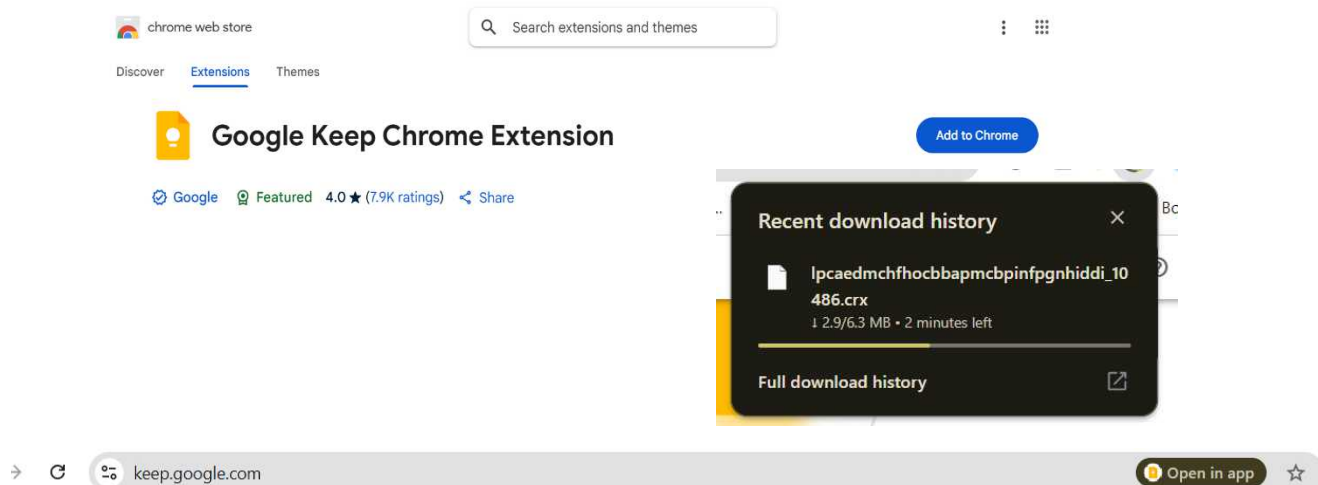 chrome web store
Search extensions and themes
Discover Extensions Themes
Google Keep Chrome Extension
Add to Chrome
Google Featured 4.0 ★ (7.9K ratings) Share
..
Bo
Recent download history
lpcaedmchfhocbbapmcbpinfpgnhiddi_10
486.crx
↓ 2.9/6.3 MB • 2 minutes left
Full download history
keep.google.com
Open in app